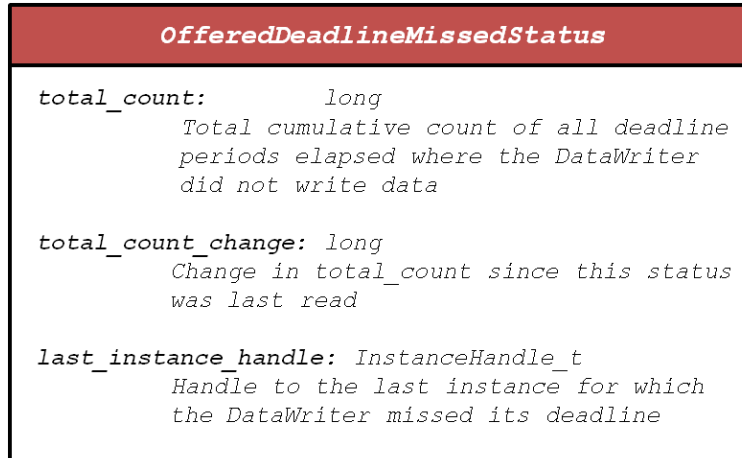 OfferedDeadlineMissedStatus
total_count: long
Total cumulative count of all deadline
periods elapsed where the DataWriter
did not write data
total_count_change: long
Change in total_count since this status
was last read
last_instance_handle: InstanceHandle_t
Handle to the last instance for which
the DataWriter missed its deadline